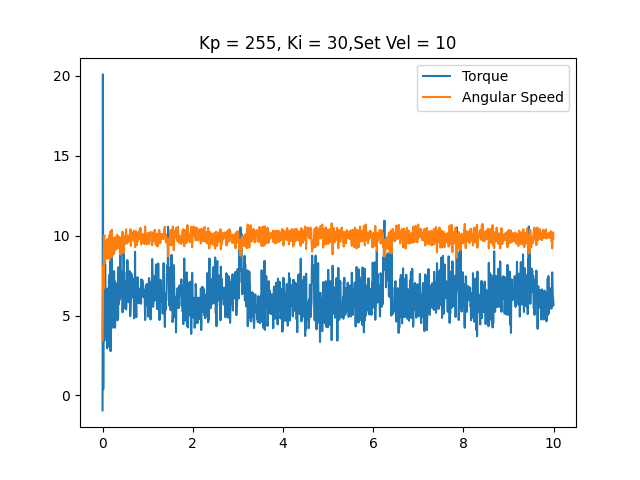 Kp = 255, Ki = 30,Set Vel = 10
Torque
Angular Speed
20
15
10
5
0
0 2 4 6 8 10